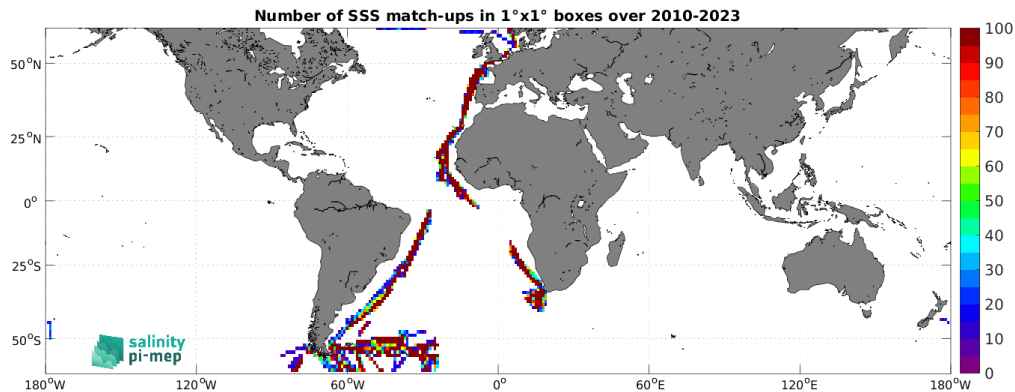 Number of SSS match-ups in 1°x1° boxes over 2010-2023
50°N
25°N
0°
25°S
50°S
180°W
120°W
60°W
0°
60°E
120°E
180°W
100
90
80
70
60
50
40
30
20
10
0
salinity
pi-mep